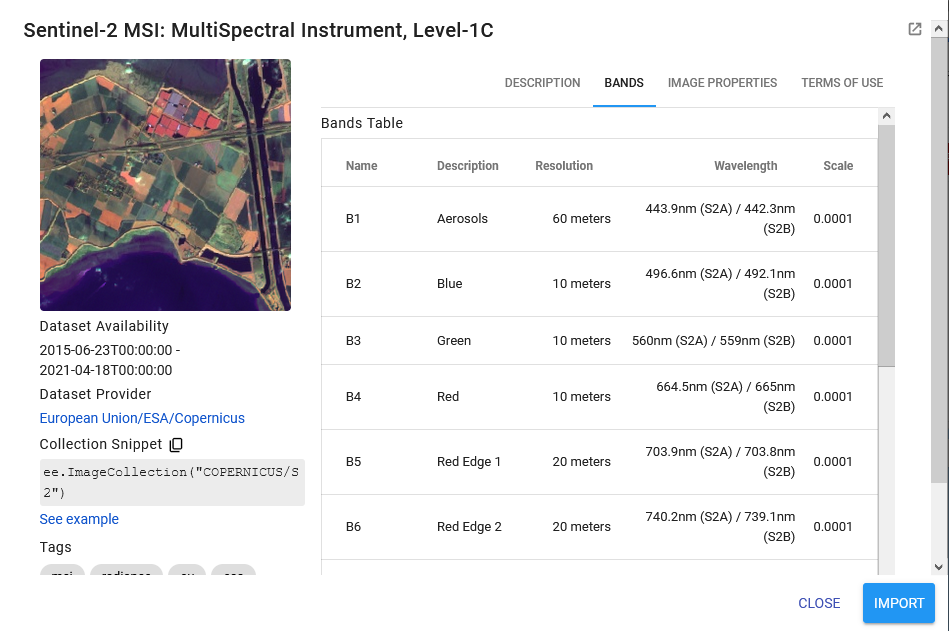 Sentinel-2 MSI: MultiSpectral Instrument, Level-1C
DESCRIPTION BANDS IMAGE PROPERTIES TERMS OF USE
Bands Table
Name Description Resolution Wavelength Scale
B1 Aerosols 60 meters 443.9nm (S2A) / 442.3nm (S2B) 0.0001
B2 Blue 10 meters 496.6nm (S2A) / 492.1nm (S2B) 0.0001
B3 Green 10 meters 560nm (S2A) / 559nm (S2B) 0.0001
B4 Red 10 meters 664.5nm (S2A) / 665nm (S2B) 0.0001
B5 Red Edge 1 20 meters 703.9nm (S2A) / 703.8nm (S2B) 0.0001
B6 Red Edge 2 20 meters 740.2nm (S2A) / 739.1nm (S2B) 0.0001
Dataset Availability
2015-06-23T00:00:00 -
2021-04-18T00:00:00
Dataset Provider
European Union/ESA/Copernicus
Collection Snippet
ee.ImageCollection("COPERNICUS/S
2")
See example
Tags
CLOSE IMPORT